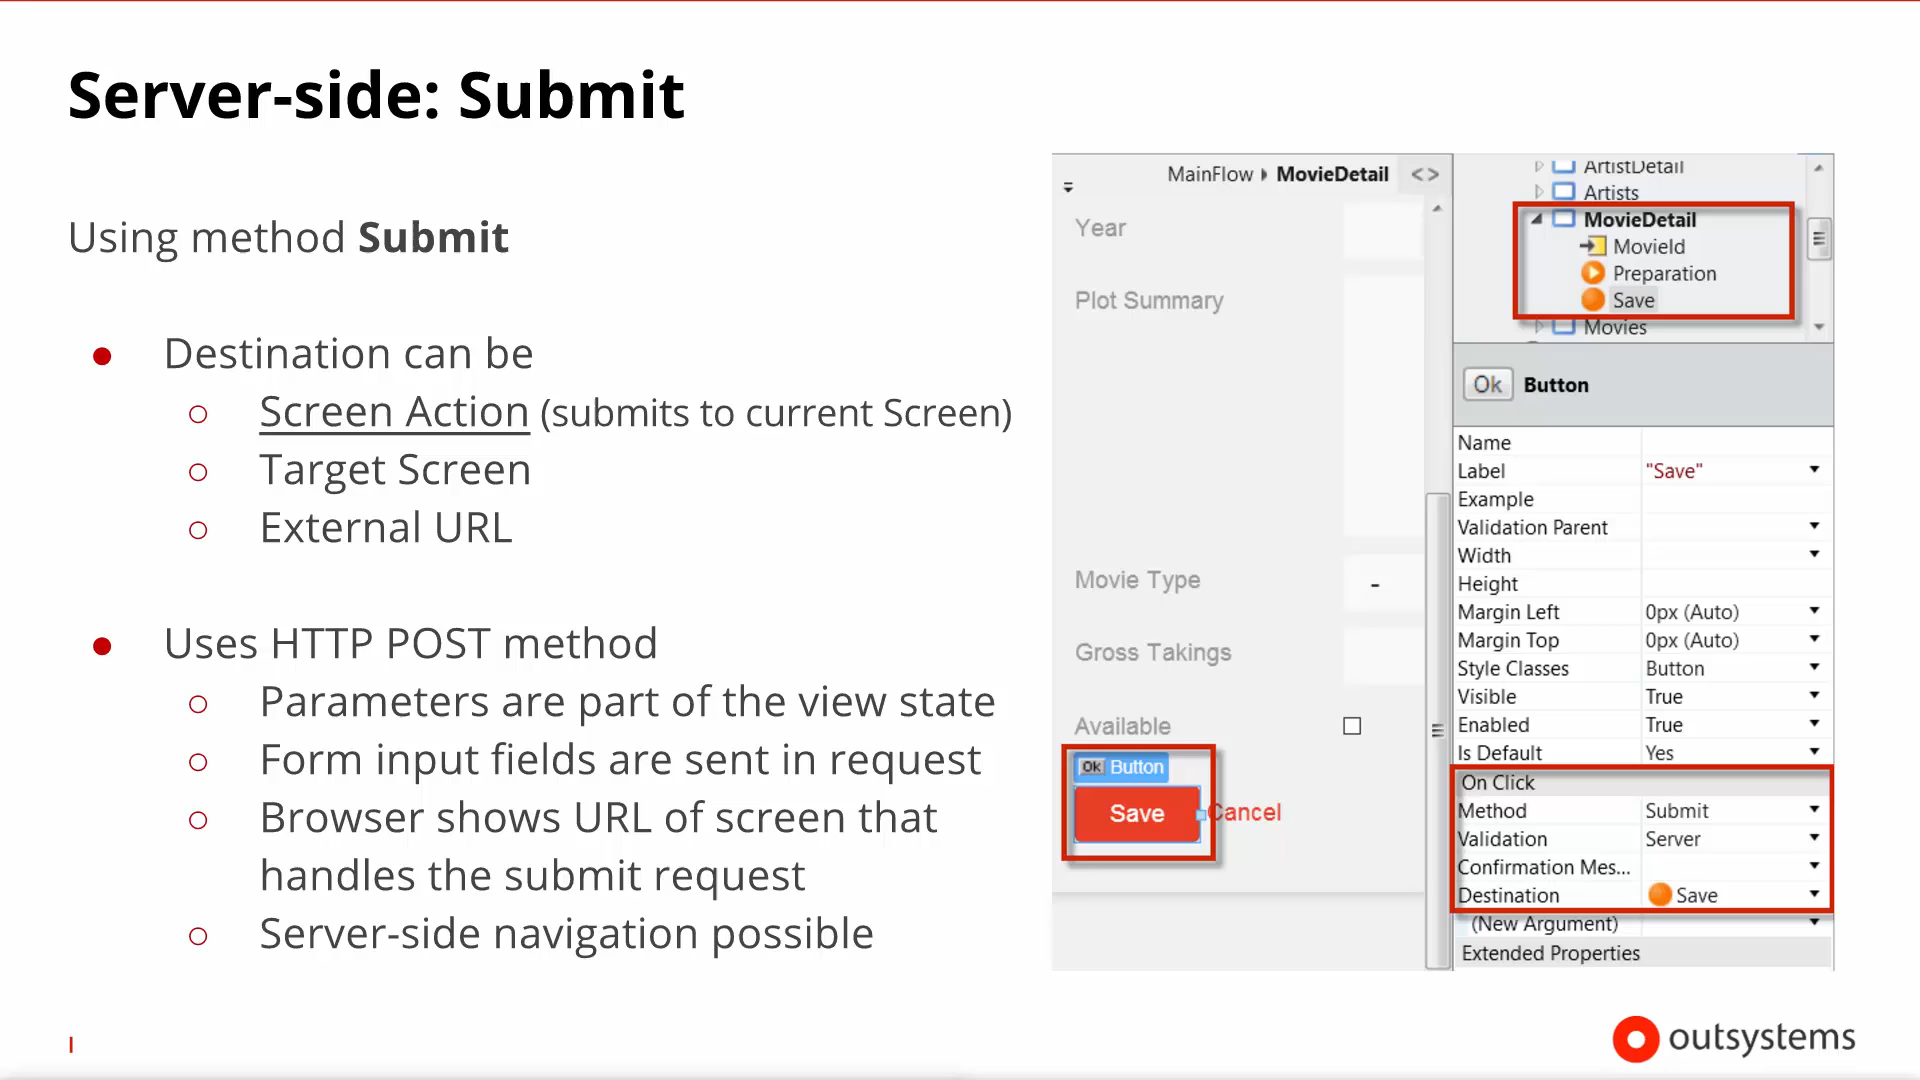 Server-side: Submit
Using method Submit
● Destination can be
○ Screen Action (submits to current Screen)
○ Target Screen
○ External URL
● Uses HTTP POST method
○ Parameters are part of the view state
○ Form input fields are sent in request
○ Browser shows URL of screen that
handles the submit request
○ Server-side navigation possible
MainFlow MovieDetail <>
Year
Plot Summary
Movie Type -
Gross Takings
Available
Ok Button
Save Cancel
ArtistDetail
Artists
MovieDetail
MovieId
Preparation
Save
Movies
Ok Button
Name
Label "Save"
Example
Validation Parent
Width
Height
Margin Left 0px (Auto)
Margin Top 0px (Auto)
Style Classes Button
Visible True
Enabled True
Is Default Yes
On Click
Method Submit
Validation Server
Confirmation Mes...
Destination Save
(New Argument)
Extended Properties
I
outsystems